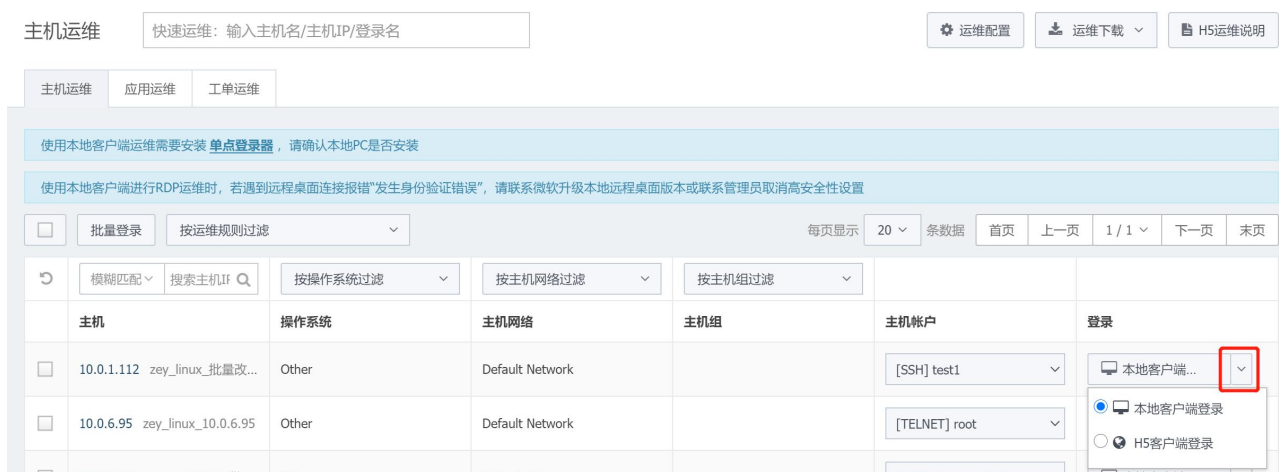 主机运维 快速运维：输入主机名/主机IP/登录名 运维配置 运维下载 H5运维说明
主机运维 应用运维 工单运维
使用本地客户端运维需要安装 单点登录器 ，请确认本地PC是否安装
使用本地客户端进行RDP运维时，若遇到远程桌面连接报错"发生身份验证错误"，请联系微软升级本地远程桌面版本或联系管理员取消高安全性设置
批量登录 按运维规则过滤 每页显示 20 条数据 首页 上一页 1 / 1 下一页 末页
模糊匹配 搜索主机IF 按操作系统过滤 按主机网络过滤 按主机组过滤
主机 操作系统 主机网络 主机组 主机帐户 登录
10.0.1.112 zey_linux_批量改... Other Default Network [SSH] test1 本地客户端...
本地客户端登录
10.0.6.95 zey_linux_10.0.6.95 Other Default Network [TELNET] root
H5客户端登录